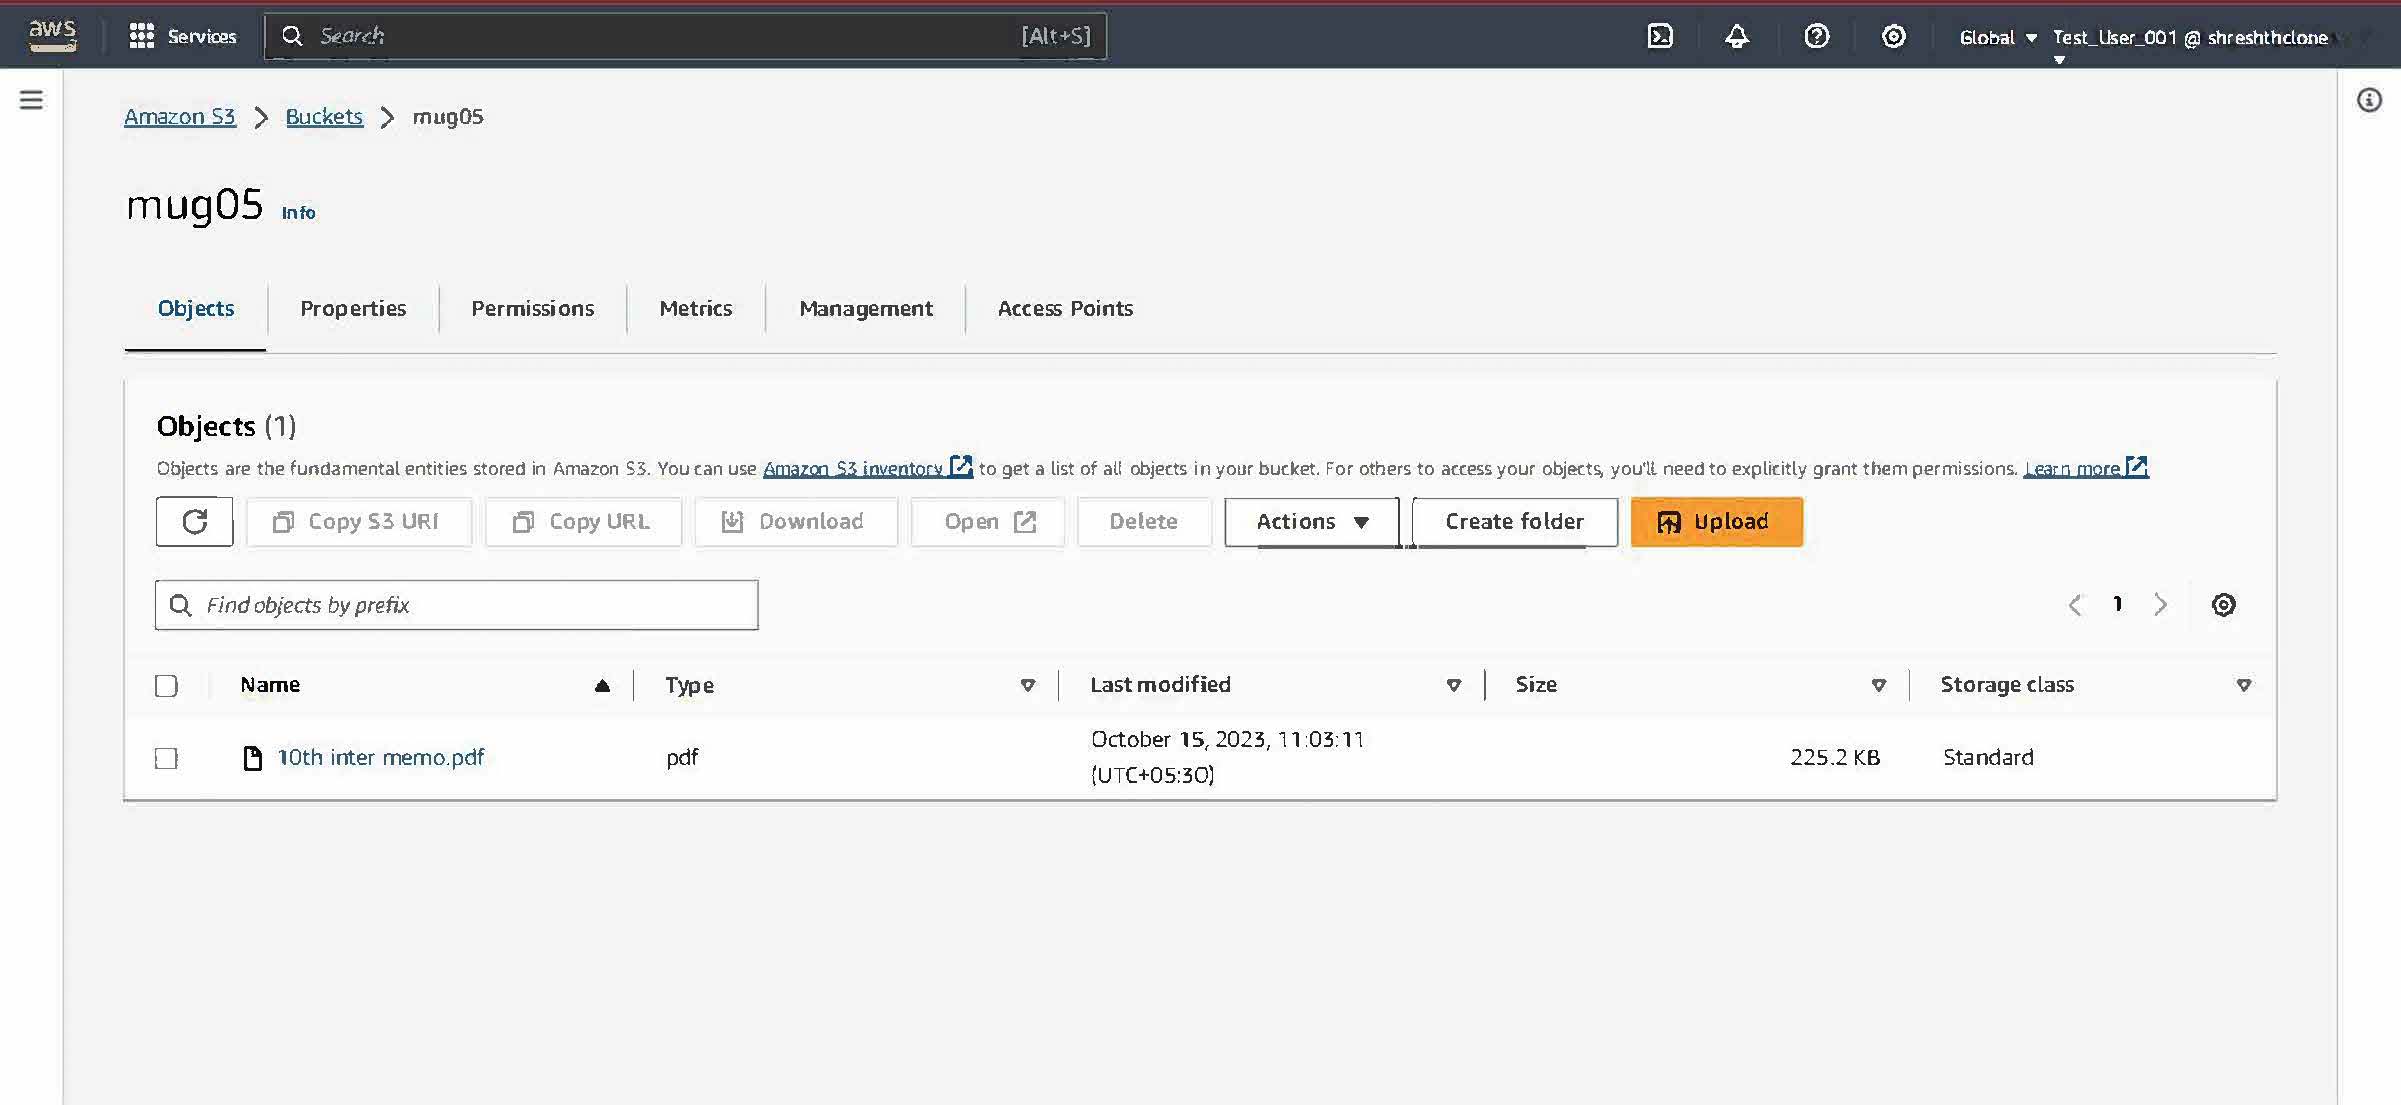 aws Services Search [Alt+S] Global Test_User_001 @ shreshthclone
Amazon S3 Buckets mug05
mug05 Info
Objects Properties Permissions Metrics Management Access Points
Objects (1)
Objects are the fundamental entities stored in Amazon S3. You can use Amazon S3 inventory to get a list of all objects in your bucket. For others to access your objects, you'll need to explicitly grant them permissions. Learn more
Copy S3 URI Copy URL Download Open Delete Actions Create folder Upload
Find objects by prefix 1
Name Type Last modified Size Storage class
10th inter memo.pdf pdf October 15, 2023, 11:03:11 225.2 KB Standard
(UTC+05:30)